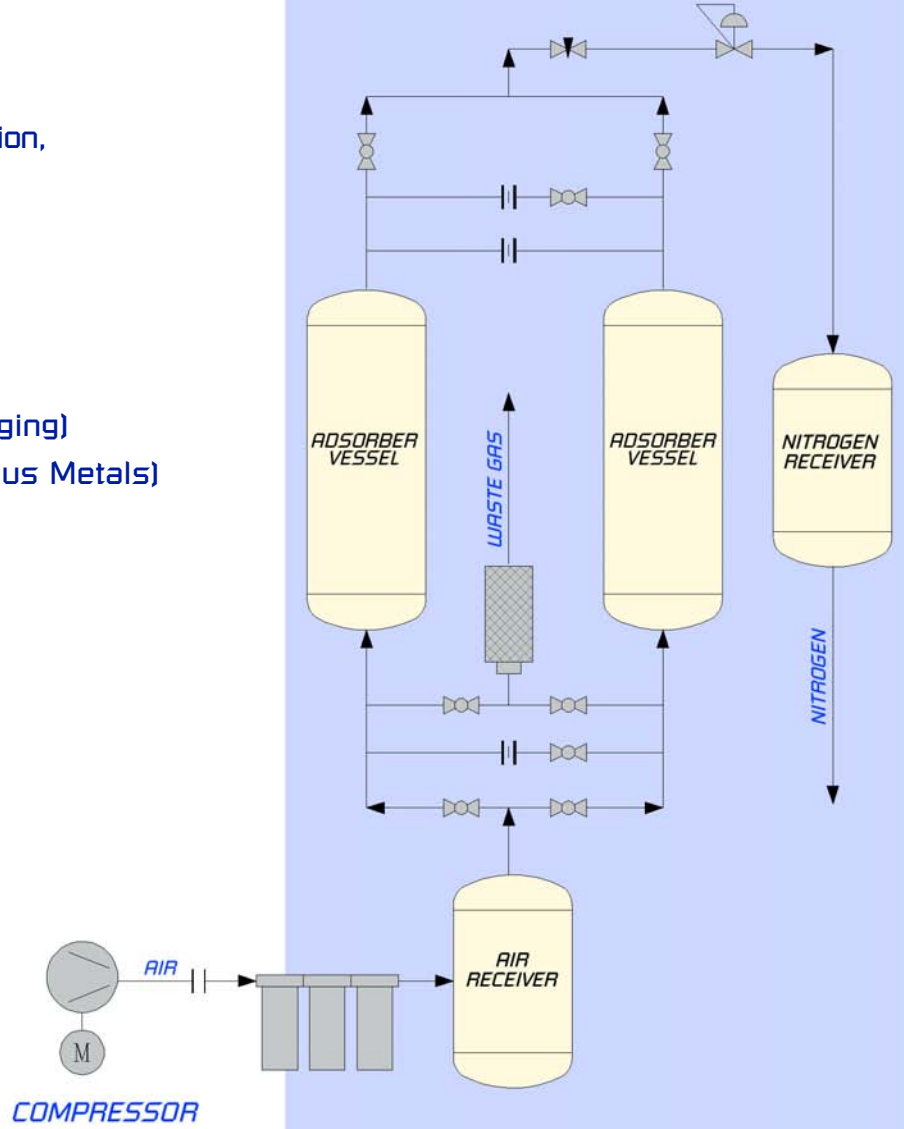 ion,
ging)
us Metals)
ADSORBER
VESSEL
WASTE GAS
ADSORBER
VESSEL
NITROGEN
RECEIVER
NITROGEN
AIR
AIR
RECEIVER
M
COMPRESSOR